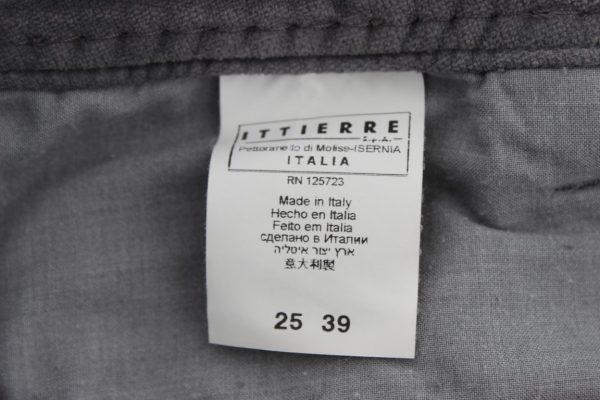 ITTIERRE
S.p.A.
Pettoranello di Molise-ISERNIA
ITALIA
RN 125723
Made in Italy
Hecho en Italia
Feito em Italia
сделано в Италии
ארץ יצור איטליה
意大利製
25 39